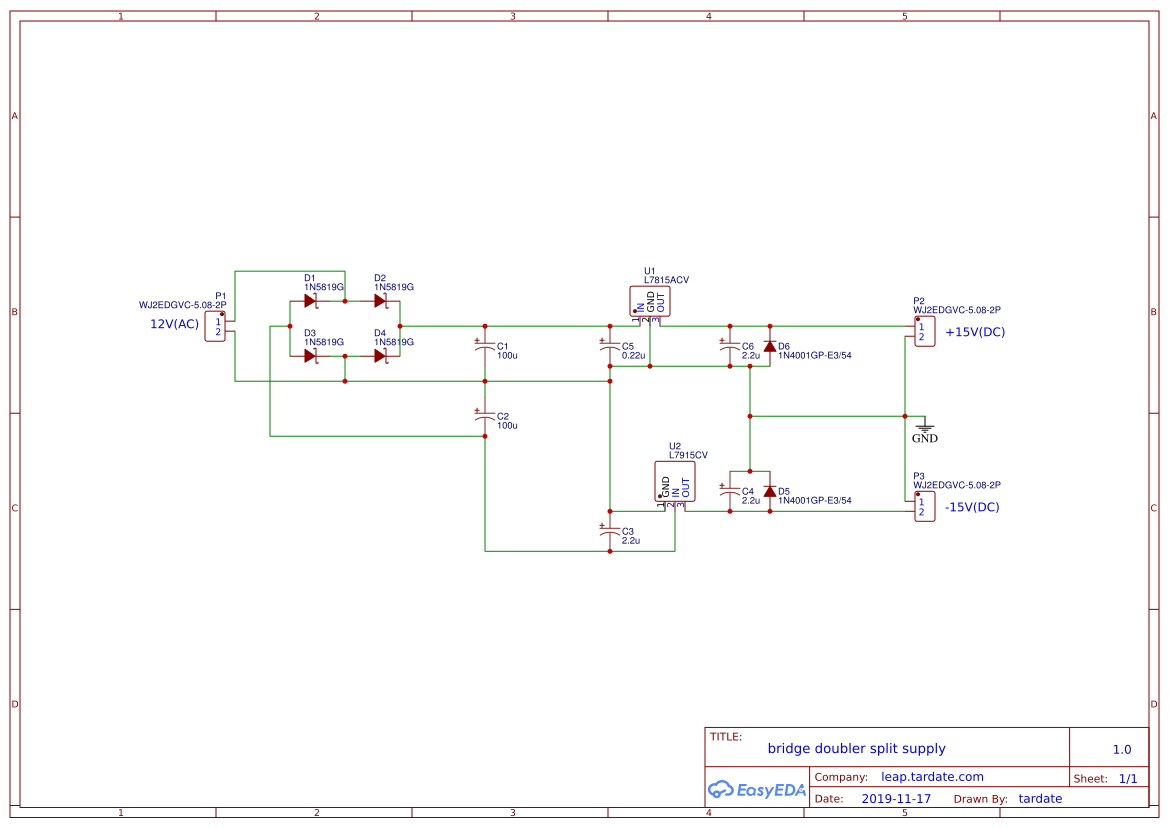 1 2 3 4 5
A A
U1
L7815ACV
D1 D2
1N5819G 1N5819G
P1
WJ2EDGVC-5.08-2P
P2
WJ2EDGVC-5.08-2P
IN GND OUT
1 2 3
B B
12V(AC) 1
2
1
2 +15V(DC)
D3 D4
1N5819G 1N5819G
C1
100u
C5
0.22u
C6
2.2u
D6
1N4001GP-E3/54
C2
100u
GND
U2
L7915CV
P3
WJ2EDGVC-5.08-2P
GND IN OUT
1 2 3
C4
2.2u
D5
1N4001GP-E3/54
1
2 -15V(DC)
C C
C3
2.2u
D D
TITLE:
bridge doubler split supply 1.0
EasyEDA
Company: leap.tardate.com Sheet: 1/1
Date: 2019-11-17 Drawn By: tardate
1 2 3 4 5